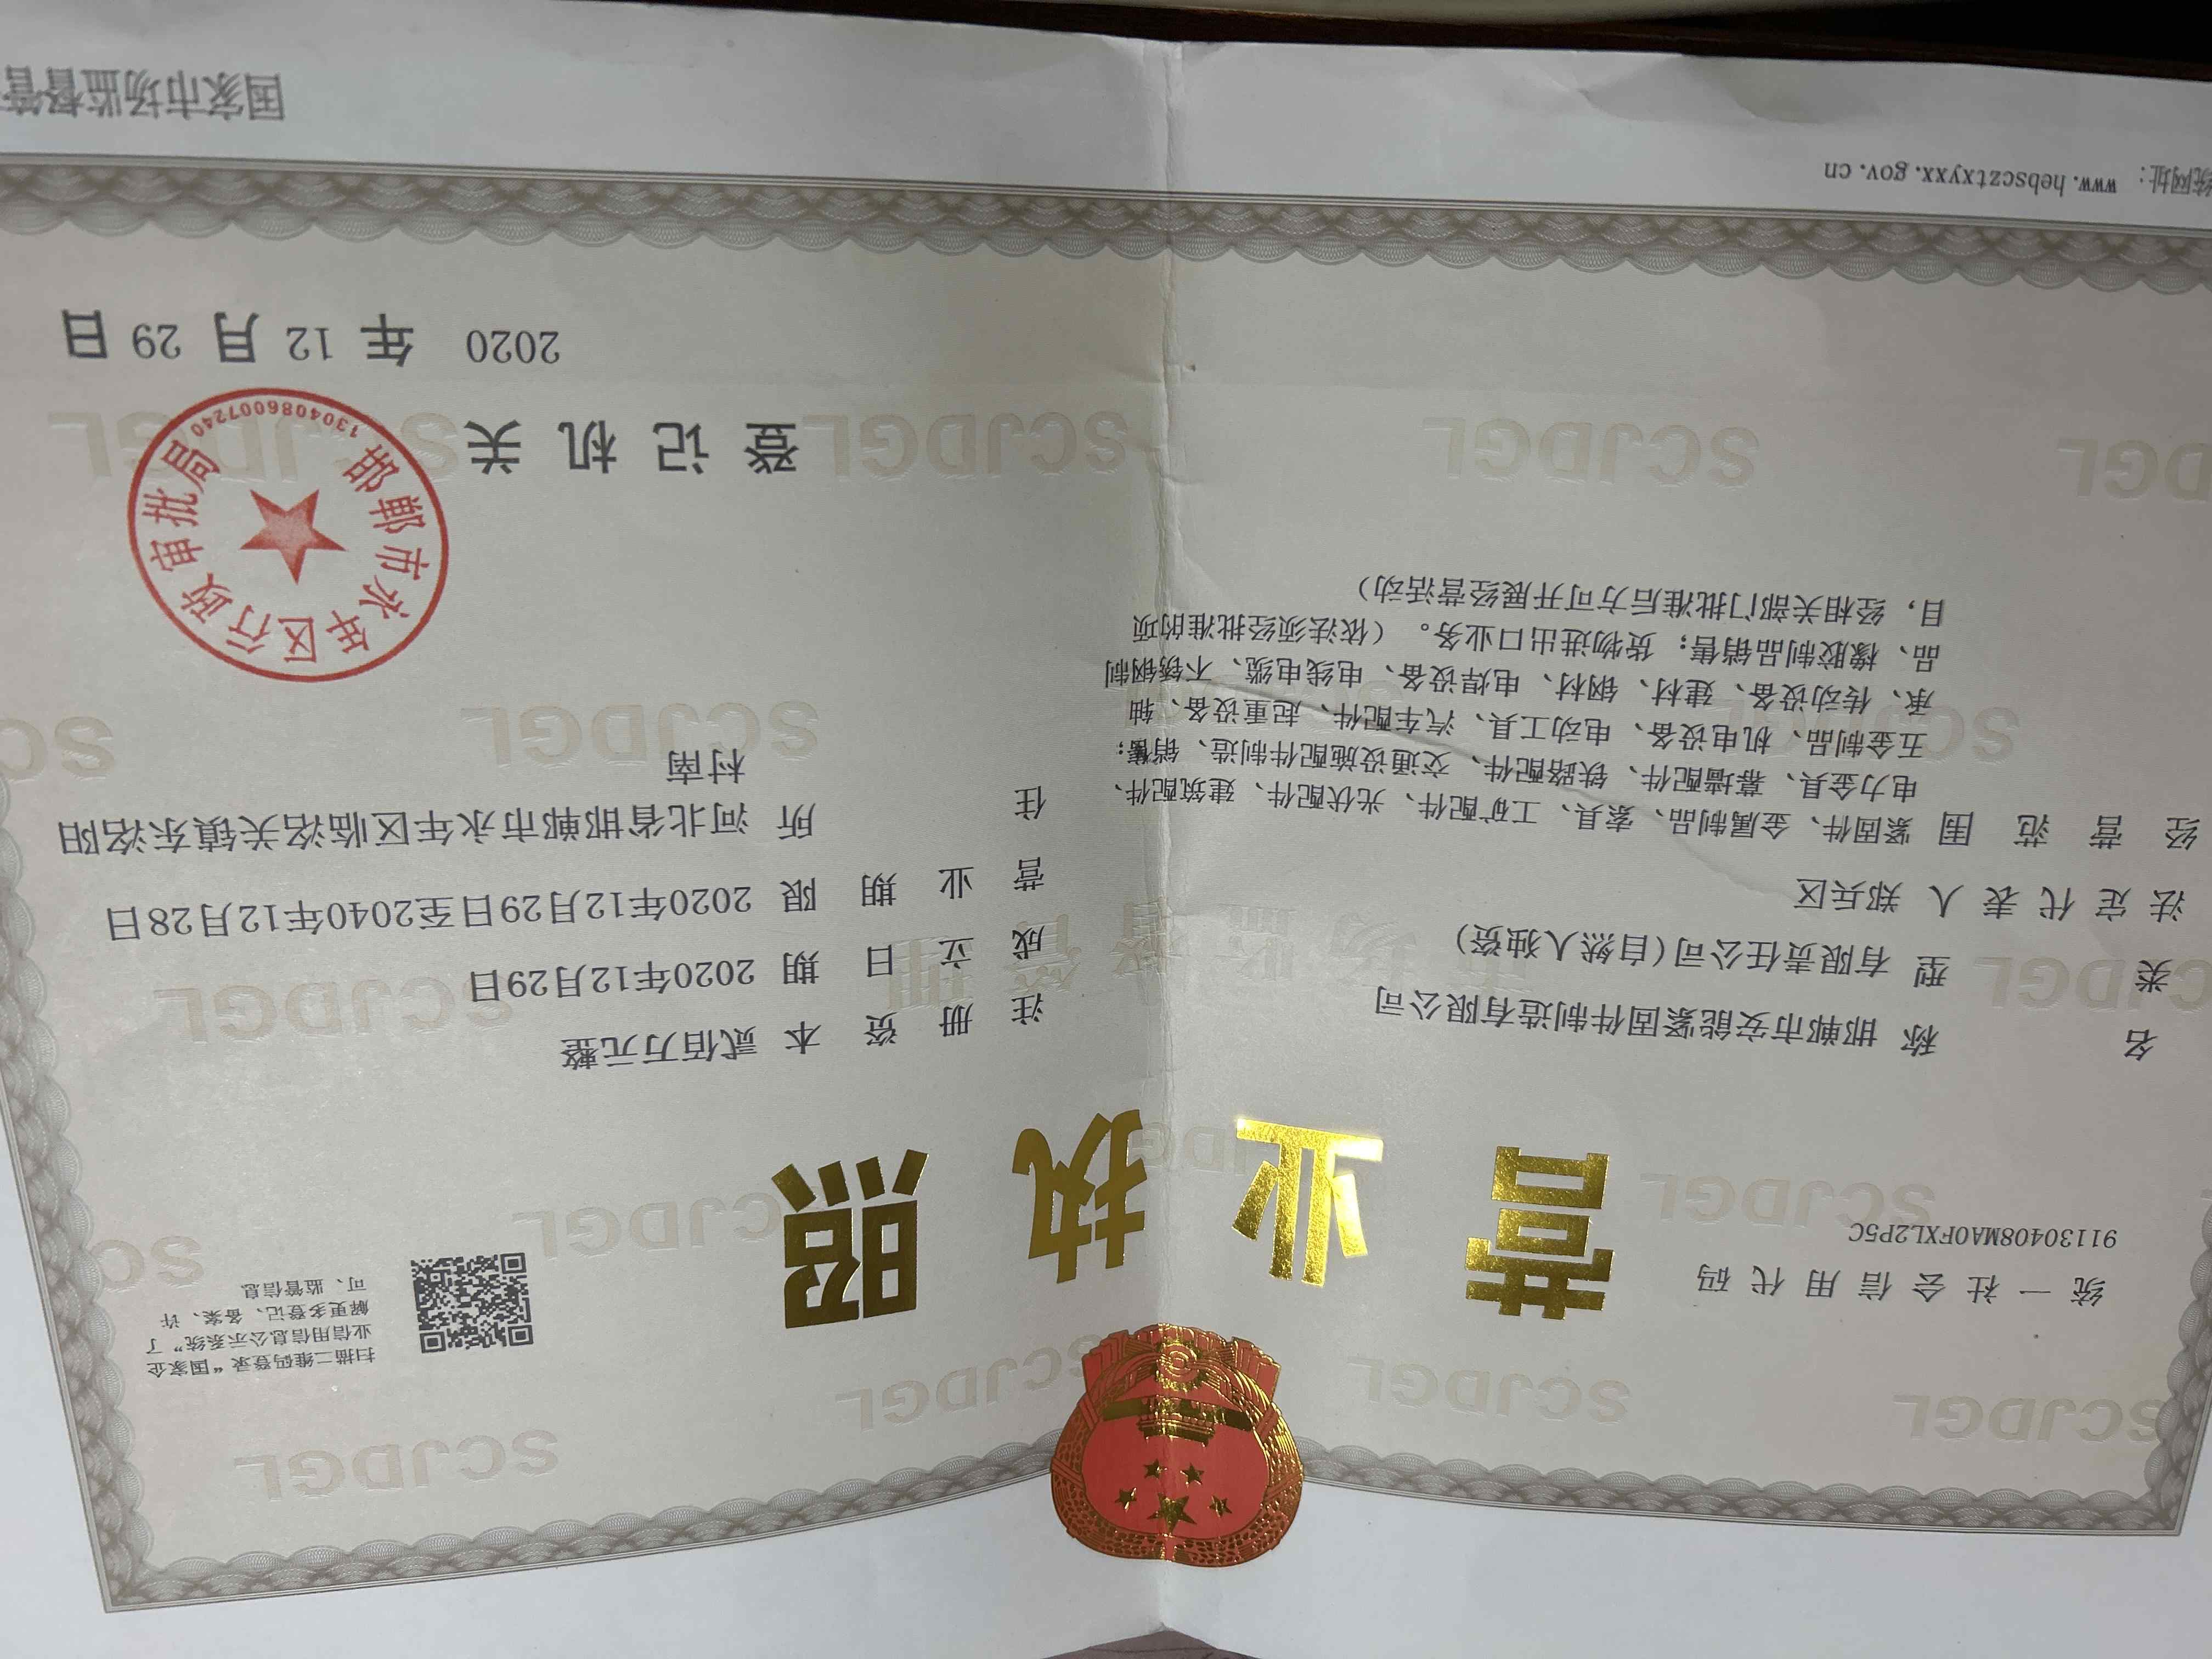 统一社会信用代码
91130408MA0FXL2P5C
营业执照
扫描二维码登录“国家企
业信用信息公示系统”了
解更多登记、备案、许
可、监管信息
名称 邯郸市安能紧固件制造有限公司
类型 有限责任公司(自然人独资)
法定代表人 郑兵区
经营范围 紧固件、金属制品、索具、工矿配件、光伏配件、建筑配件、
电力金具、幕墙配件、铁路配件、交通设施配件制造、销售;
五金制品、机电设备、电动工具、汽车配件、起重设备、轴
承、传动设备、建材、钢材、电焊设备、电线电缆、不锈钢制
品、橡胶制品销售;货物进出口业务。(依法须经批准的项
目,经相关部门批准后方可开展经营活动)
注册资本 贰佰万元整
成立日期 2020年12月29日
营业期限 2020年12月29日至2040年12月28日
住所 河北省邯郸市永年区临洺关镇东洛阳
村南
登记机关
邯郸市永年区行政审批局
1304086007240
2020年12月29日
统网址: www.hebscztxyxx.gov.cn
国家市场监督管
SCJDGL
SCJDGL
SCJDGL
SCJDGL
SCJDGL
SCJDGL
SCJDGL
SCJDGL
SCJDGL
SCJDGL